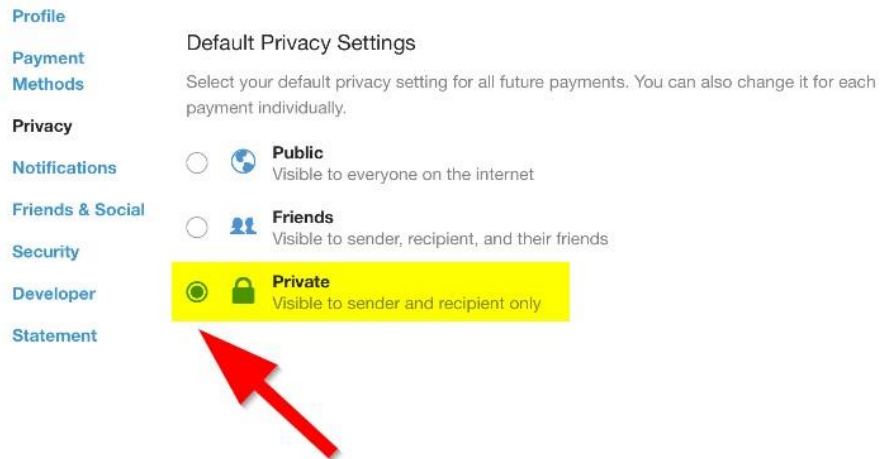 Profile
Payment
Methods
Privacy
Notifications
Friends & Social
Security
Developer
Statement
Default Privacy Settings
Select your default privacy setting for all future payments. You can also change it for each
payment individually.
Public
Visible to everyone on the internet
Friends
Visible to sender, recipient, and their friends
Private
Visible to sender and recipient only